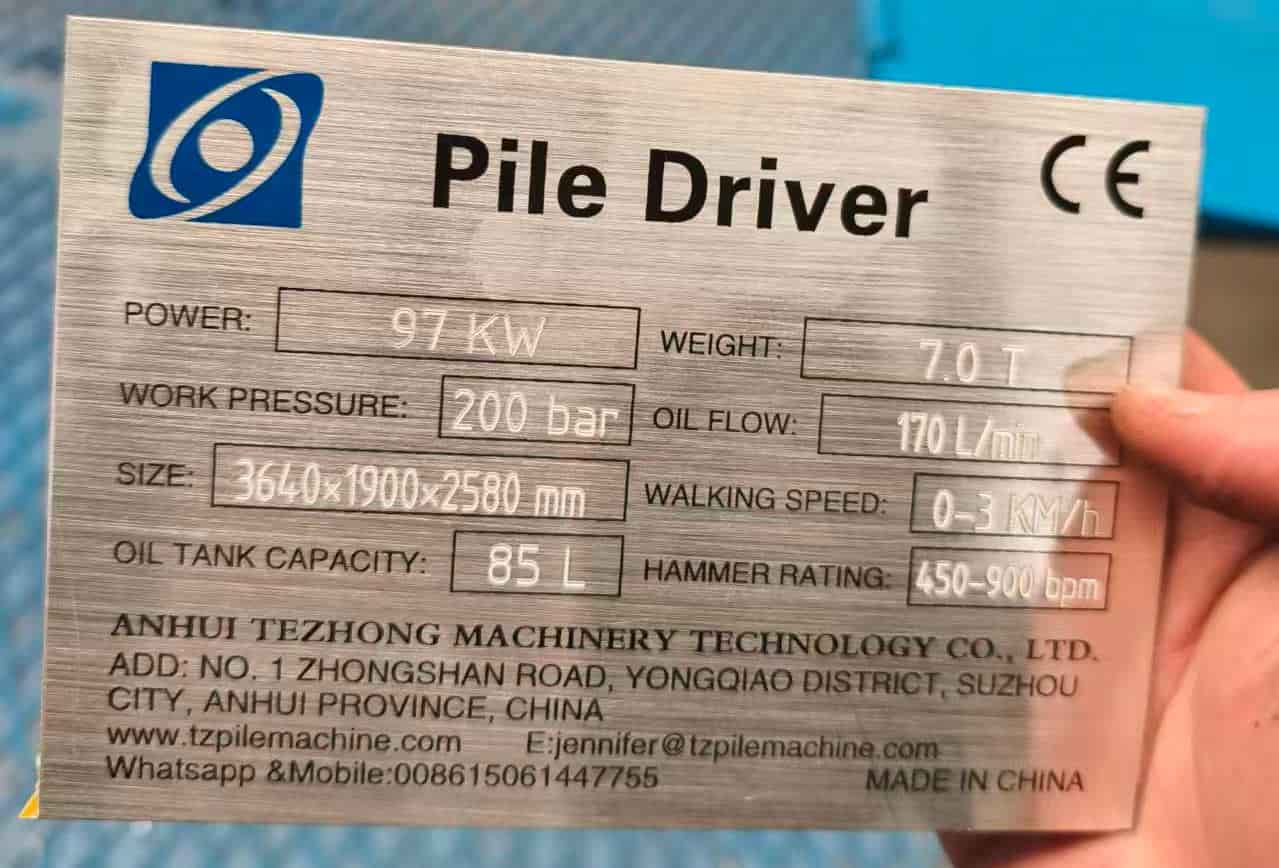 Pile Driver CE
POWER: 97 KW WEIGHT: 7.0 T
WORK PRESSURE: 200 bar OIL FLOW: 170 L/min
SIZE: 3640×1900×2580 mm WALKING SPEED: 0-3 KM/h
OIL TANK CAPACITY: 85 L HAMMER RATING: 450-900 bpm
ANHUI TEZHONG MACHINERY TECHNOLOGY CO., LTD.
ADD: NO. 1 ZHONGSHAN ROAD, YONGQIAO DISTRICT, SUZHOU
CITY, ANHUI PROVINCE, CHINA
www.tzpilemachine.com E:jennifer@tzpilemachine.com
Whatsapp &Mobile:008615061447755 MADE IN CHINA